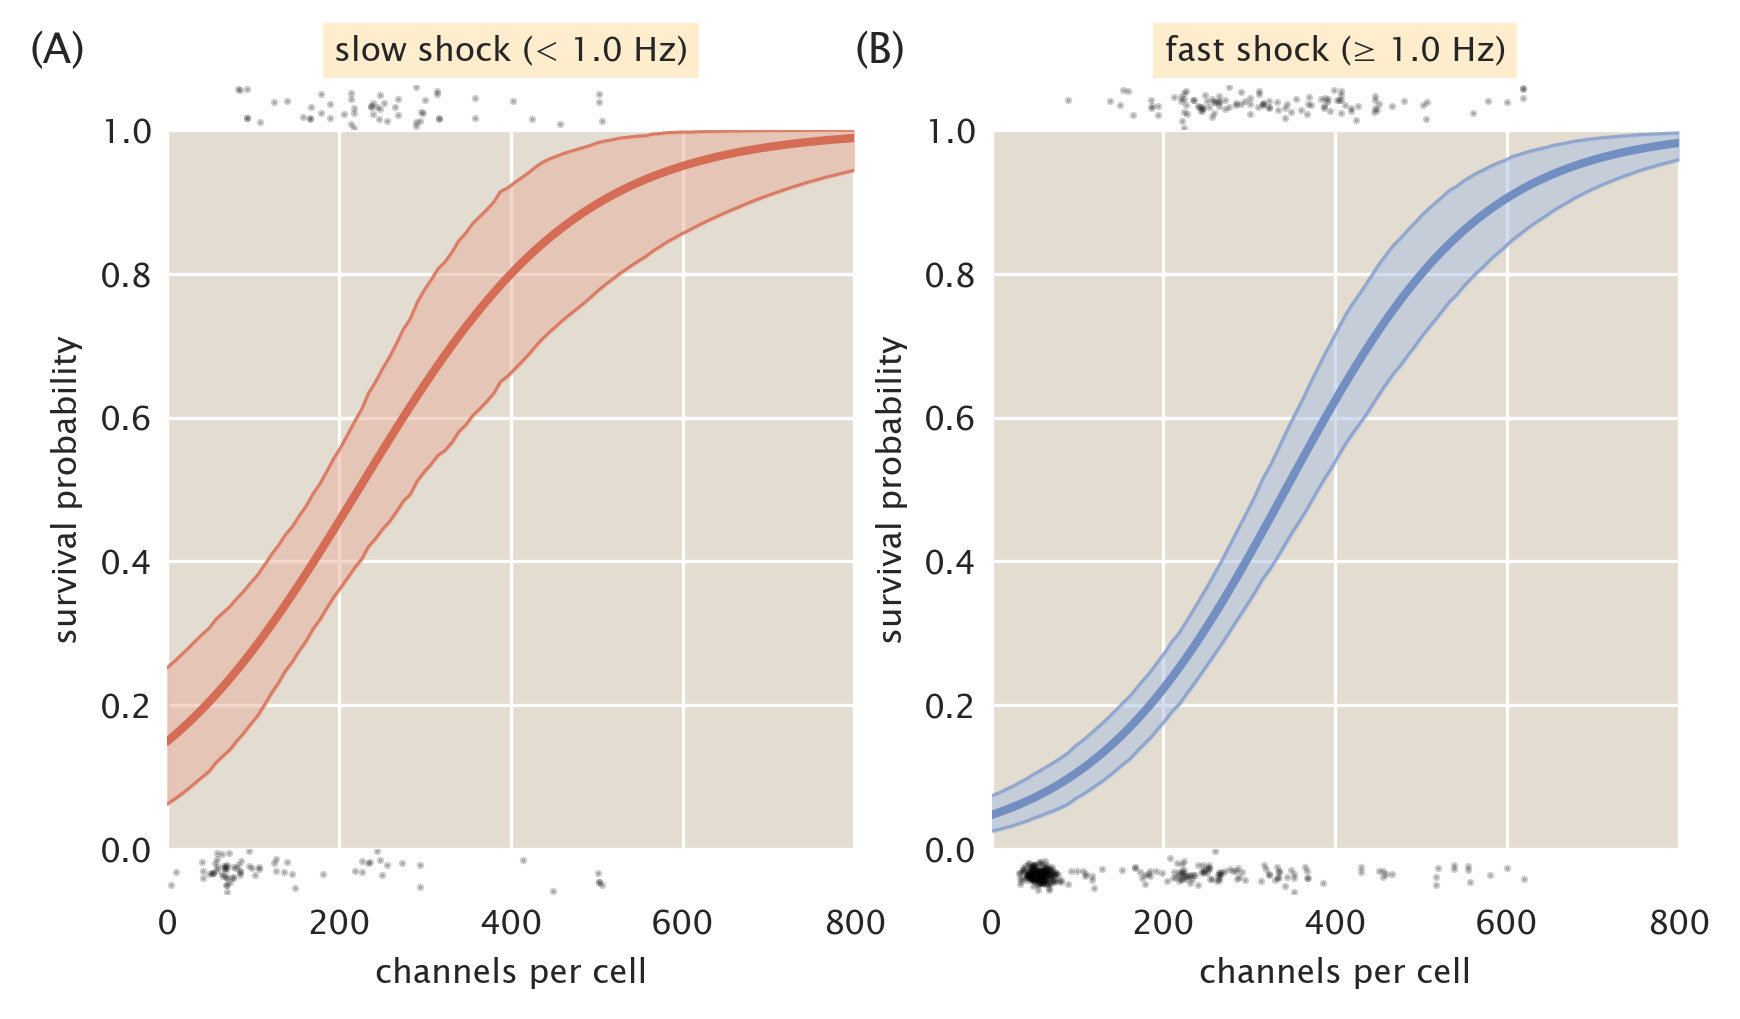 (A)
slow shock (< 1.0 Hz)
1.0
0.8
0.6
0.4
0.2
0.0
survival probability
0 200 400 600 800
channels per cell
(B)
fast shock (≥ 1.0 Hz)
1.0
0.8
0.6
0.4
0.2
0.0
survival probability
0 200 400 600 800
channels per cell